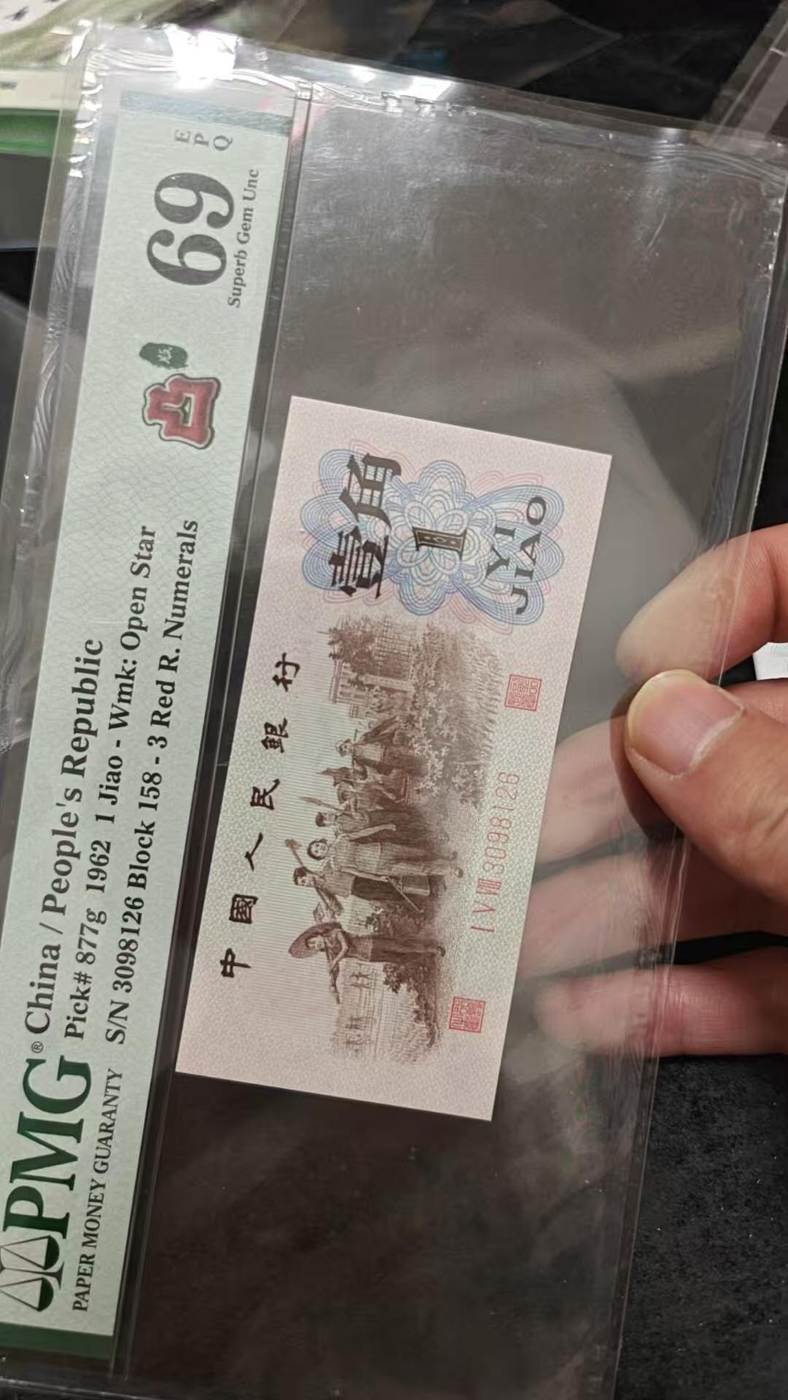 PMG® China / People's Republic
Pick# 877g 1962 1 Jiao - Wmk: Open Star
PAPER MONEY GUARANTY S/N 3098126 Block 158 - 3 Red R. Numerals
69
EPQ
Superb Gem Unc
中國人民銀行
壹角
1
YI
JIAO
I V Ⅷ 3098126